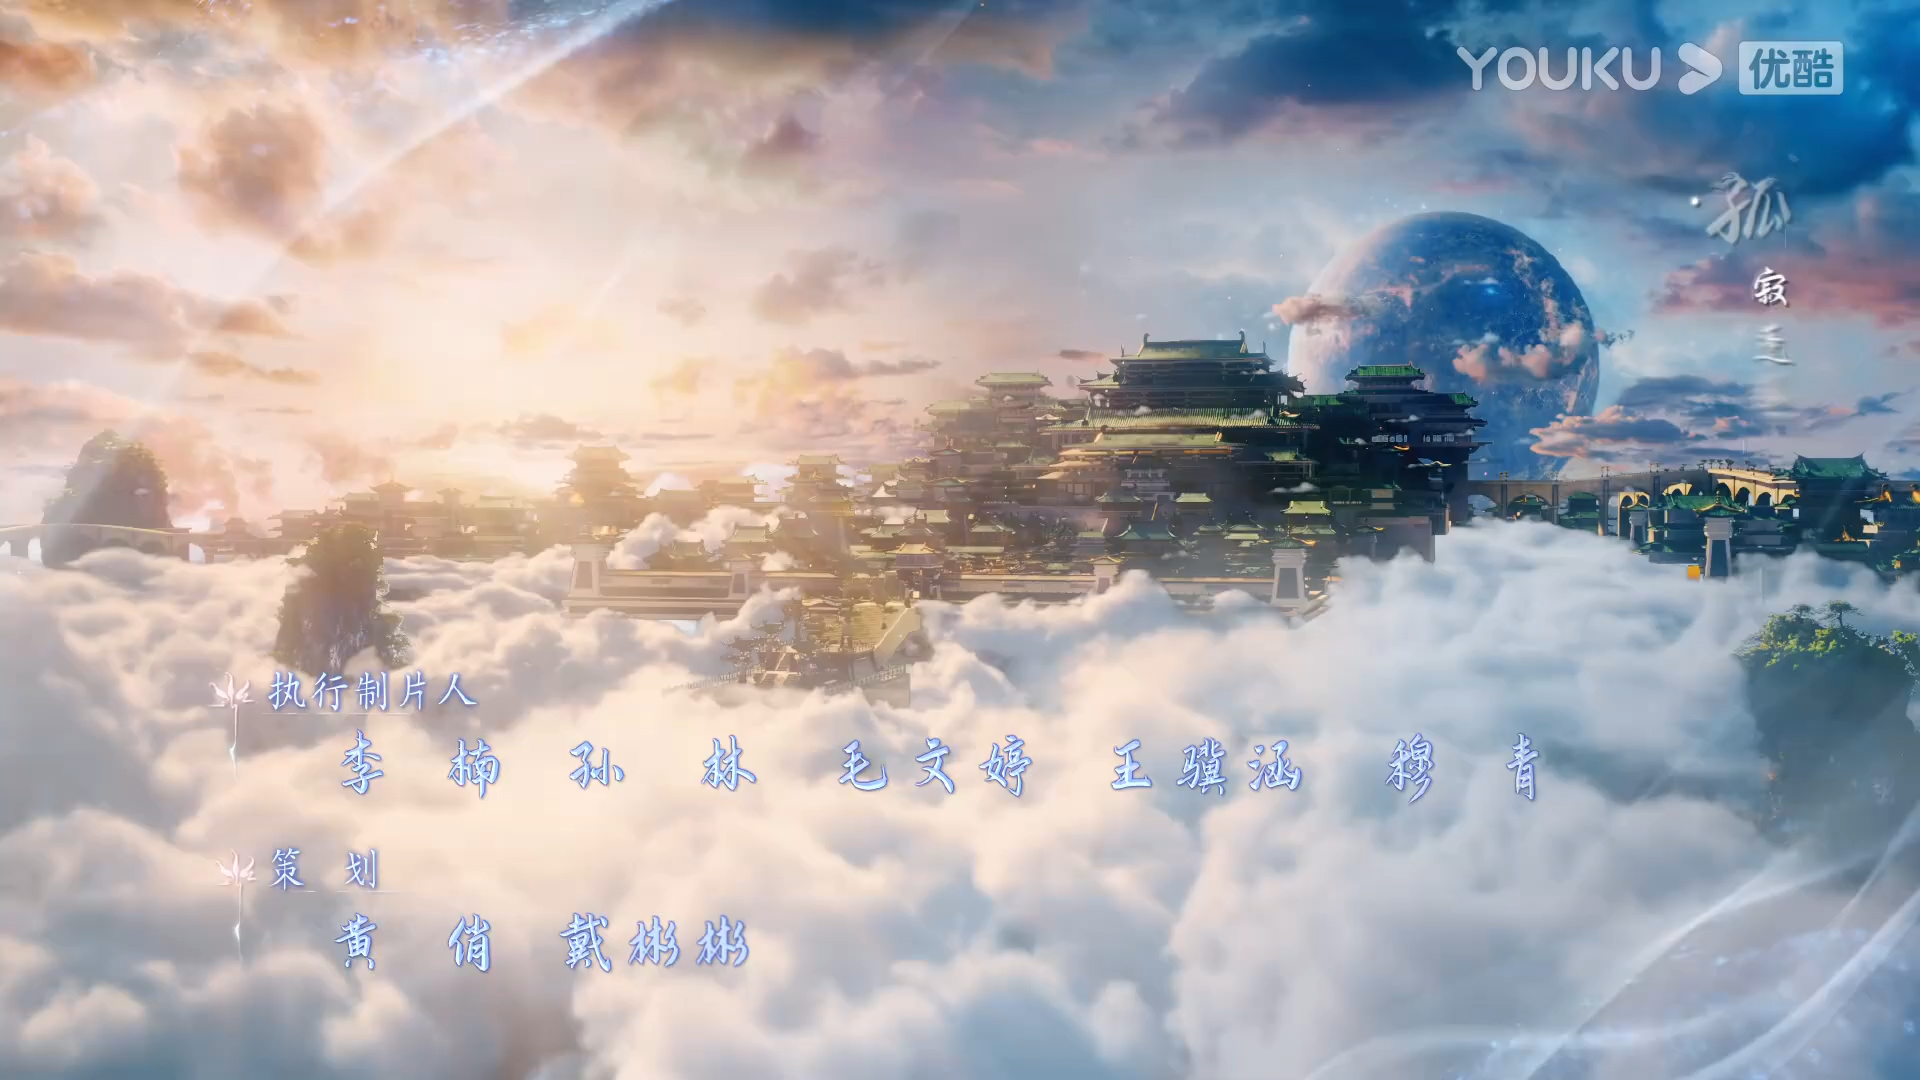 YOUKU 优酷
孤
寂
执行制片人
李楠 孙林 毛文婷 王骥涵 穆青
策划
黄俏 戴彬彬